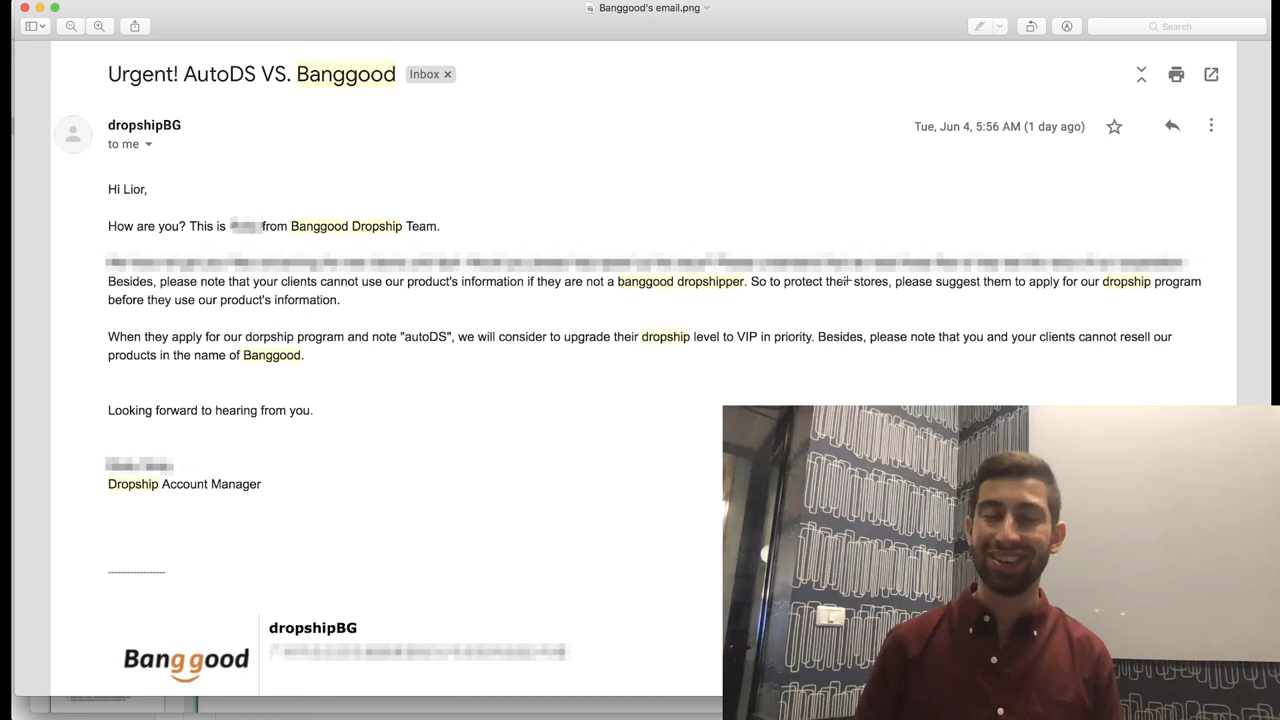 Banggood's email.png
Search
Urgent! AutoDS VS. Banggood Inbox ×
dropshipBG
Tue, Jun 4, 5:56 AM (1 day ago)
to me
Hi Lior,
How are you? This is from Banggood Dropship Team.
Besides, please note that your clients cannot use our product's information if they are not a banggood dropshipper. So to protect their stores, please suggest them to apply for our dropship program
before they use our product's information.
When they apply for our dorpship program and note "autoDS", we will consider to upgrade their dropship level to VIP in priority. Besides, please note that you and your clients cannot resell our
products in the name of Banggood.
Looking forward to hearing from you.
Dropship Account Manager
------------------
dropshipBG
Banggood